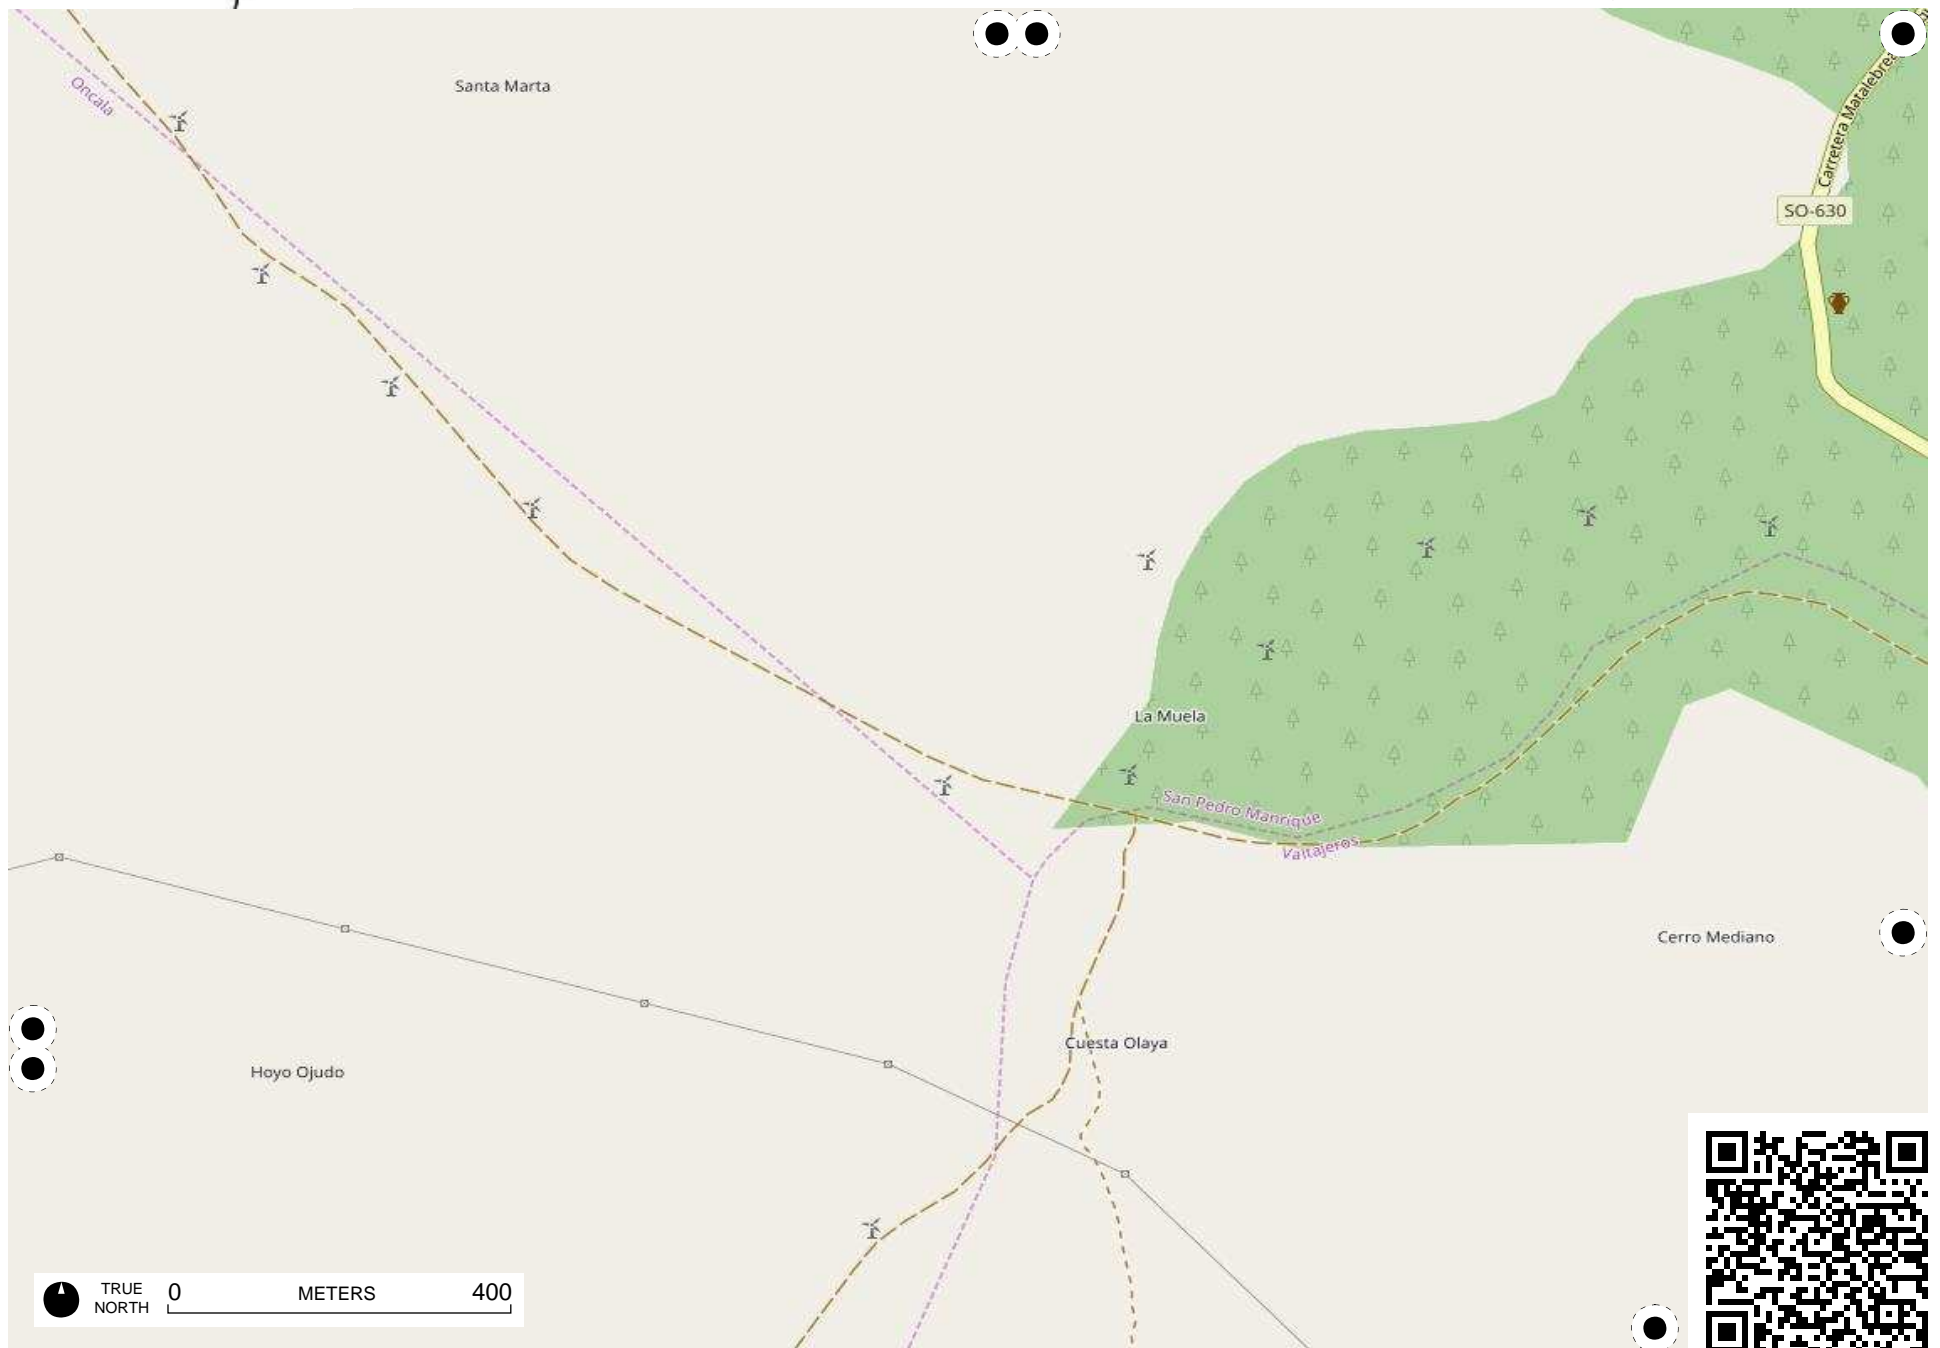 Santa Marta
Oncala
Carretera Matalebrea
SO-630
La Muela
San Pedro Manrique
Valtajeros
Cerro Mediano
Cuesta Olaya
Hoyo Ojudo
TRUE
NORTH
0 METERS 400